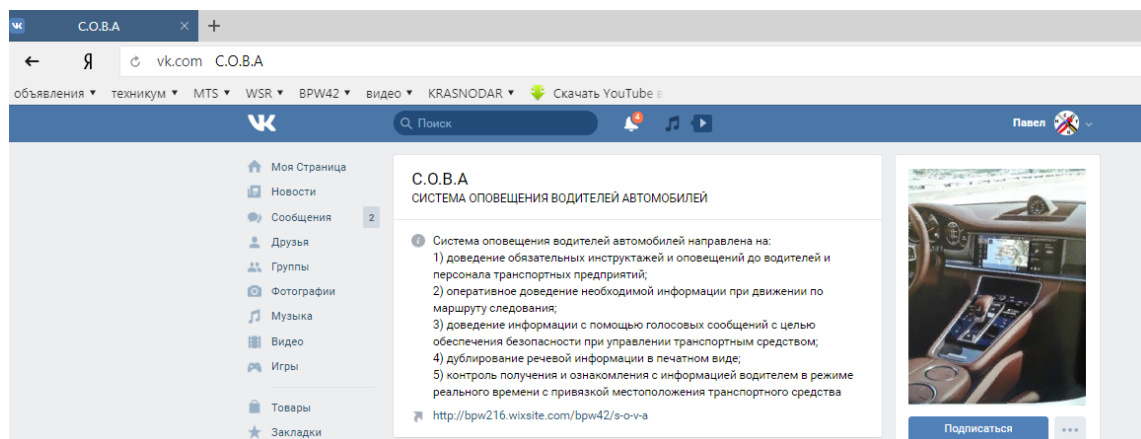 C.O.B.A
Я vk.com C.O.B.A
объявления техникум MTS WSR BPW42 видео KRASNODAR Скачать YouTube
Поиск 4 Павел
Моя Страница
Новости
Сообщения 2
Друзья
Группы
Фотографии
Музыка
Видео
Игры
Товары
Закладки
С.О.В.А
СИСТЕМА ОПОВЕЩЕНИЯ ВОДИТЕЛЕЙ АВТОМОБИЛЕЙ
Система оповещения водителей автомобилей направлена на:
1) доведение обязательных инструктажей и оповещений до водителей и
персонала транспортных предприятий;
2) оперативное доведение необходимой информации при движении по
маршруту следования;
3) доведение информации с помощью голосовых сообщений с целью
обеспечения безопасности при управлении транспортным средством;
4) дублирование речевой информации в печатном виде;
5) контроль получения и ознакомления с информацией водителем в режиме
реального времени с привязкой местоположения транспортного средства
http://bpw216.wixsite.com/bpw42/s-o-v-a
Подписаться